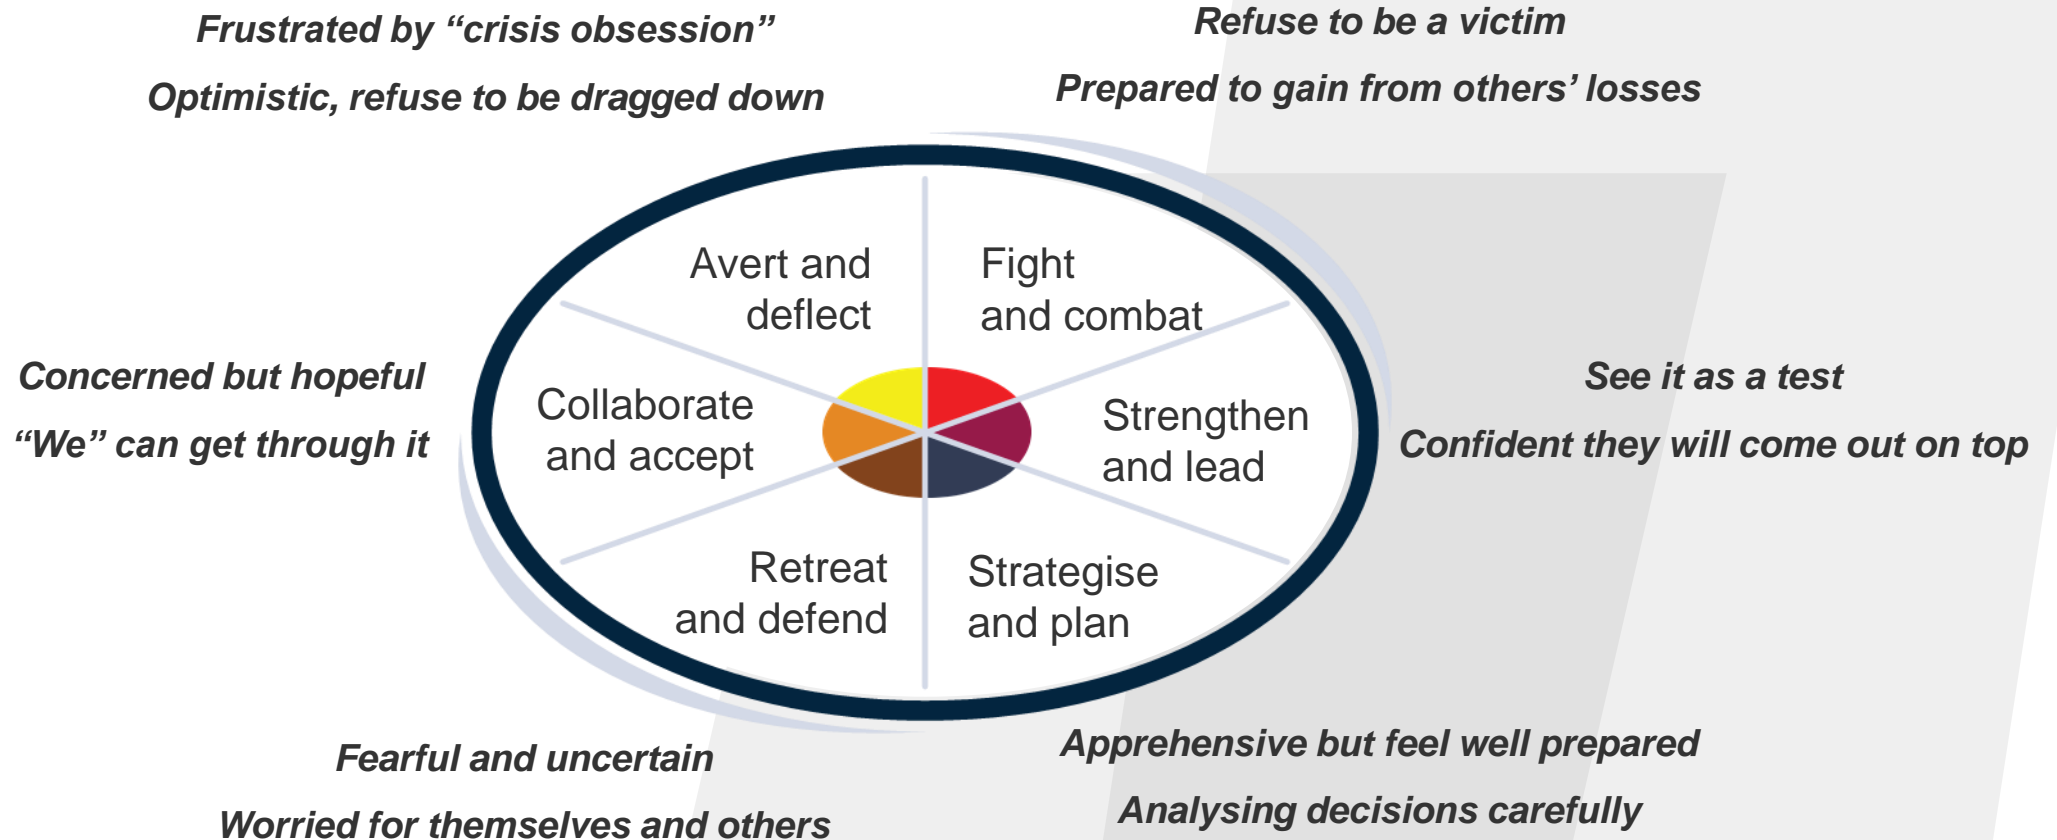 Frustrated by “crisis obsession”
Optimistic, refuse to be dragged down
Refuse to be a victim
Prepared to gain from others’ losses
Avert and
deflect
Fight
and combat
Concerned but hopeful
“We” can get through it
Collaborate
and accept
Strengthen
and lead
See it as a test
Confident they will come out on top
Retreat
and defend
Strategise
and plan
Fearful and uncertain
Worried for themselves and others
Apprehensive but feel well prepared
Analysing decisions carefully